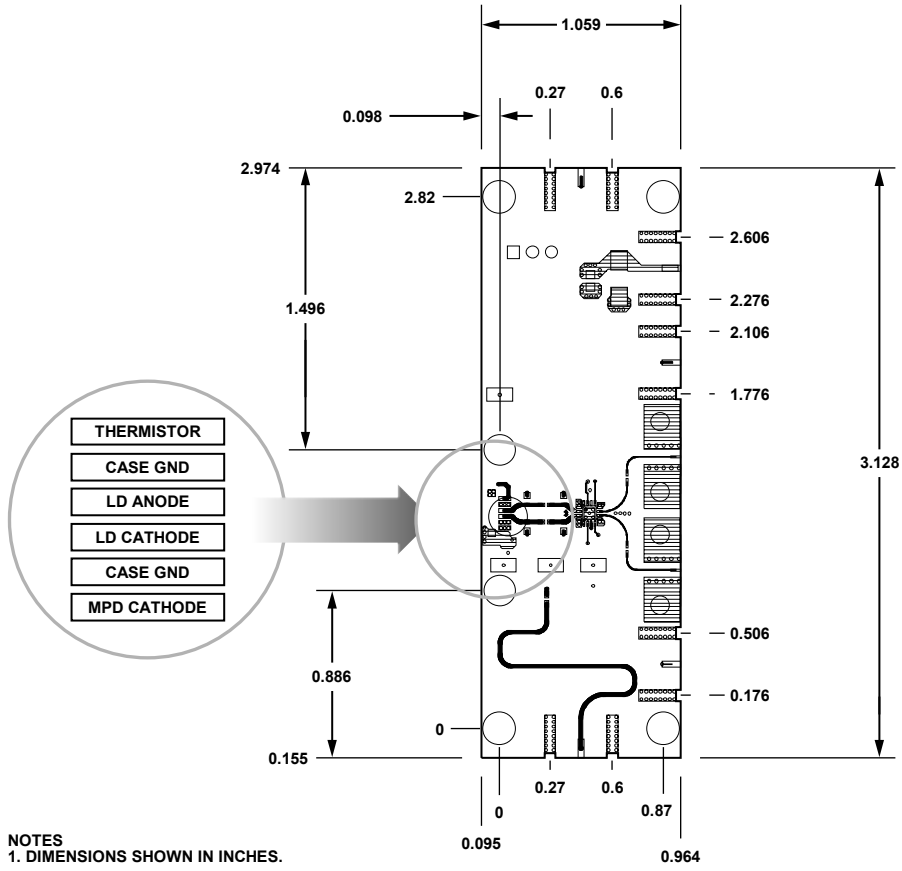 1.059
0.27 0.6
0.098
2.974
2.82
2.606
1.496
2.276
2.106
1.776
THERMISTOR
CASE GND
LD ANODE
LD CATHODE
CASE GND
MPD CATHODE
3.128
0.886
0.506
0.176
0
0.155
0.27 0.6
0 0.87
0.095
0.964
NOTES
1. DIMENSIONS SHOWN IN INCHES.